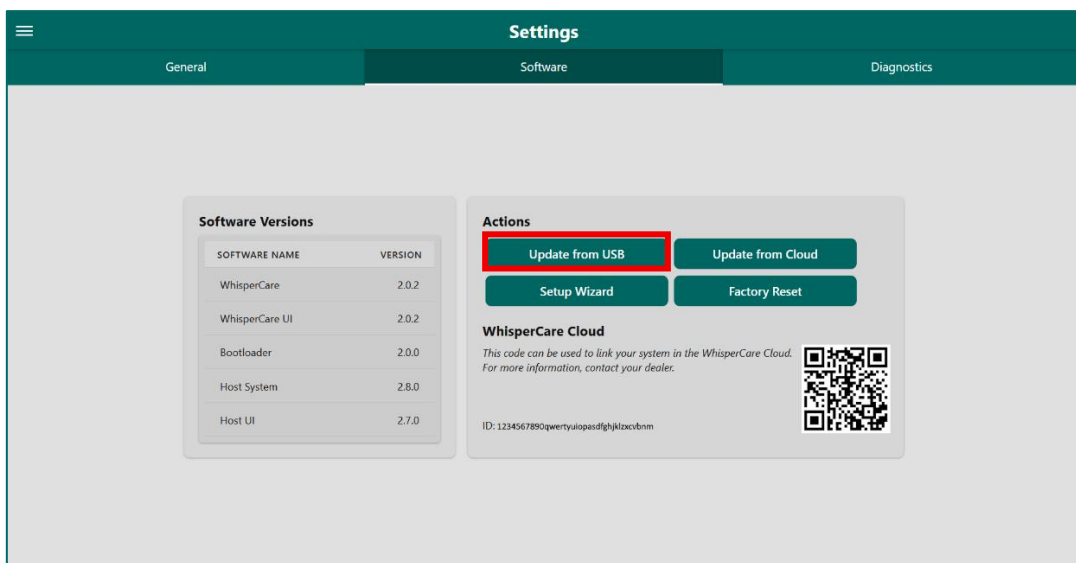 Settings
General Software Diagnostics
Software Versions
SOFTWARE NAME VERSION
WhisperCare 2.0.2
WhisperCare UI 2.0.2
Bootloader 2.0.0
Host System 2.8.0
Host UI 2.7.0
Actions
Update from USB Update from Cloud
Setup Wizard Factory Reset
WhisperCare Cloud
This code can be used to link your system in the WhisperCare Cloud.
For more information, contact your dealer.
ID: 1234567890qwertyuiopasdfghjklzxcvbnm